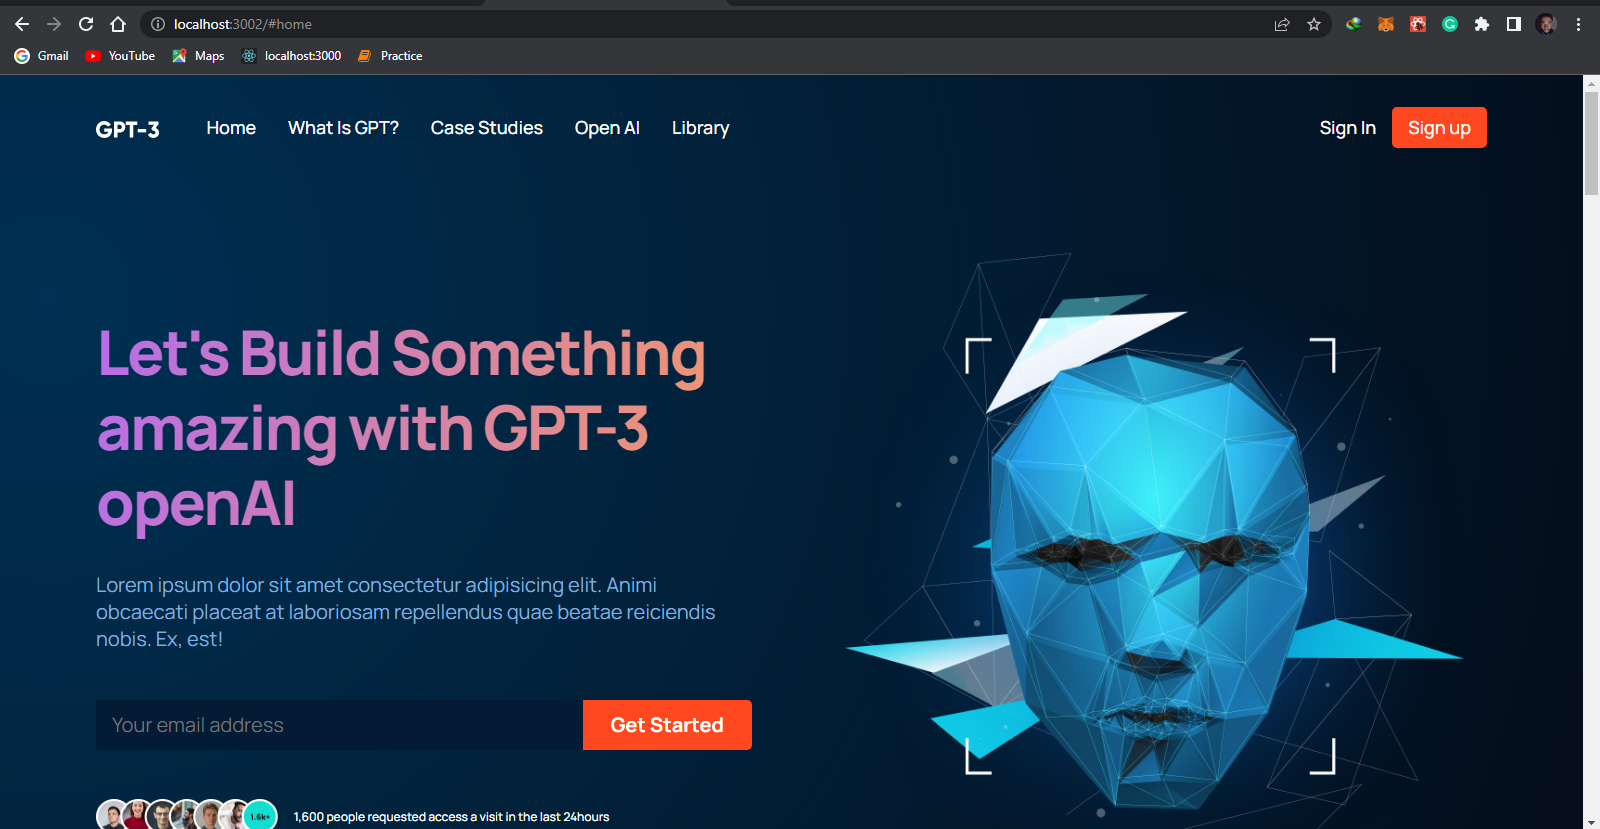 localhost:3002/#home
Gmail YouTube Maps localhost:3000 Practice
GPT-3 Home What Is GPT? Case Studies Open AI Library Sign In Sign up
Let's Build Something
amazing with GPT-3
openAI
Lorem ipsum dolor sit amet consectetur adipisicing elit. Animi
obcaecati placeat at laboriosam repellendus quae beatae reiciendis
nobis. Ex, est!
Your email address Get Started
1.6k+ 1,600 people requested access a visit in the last 24hours